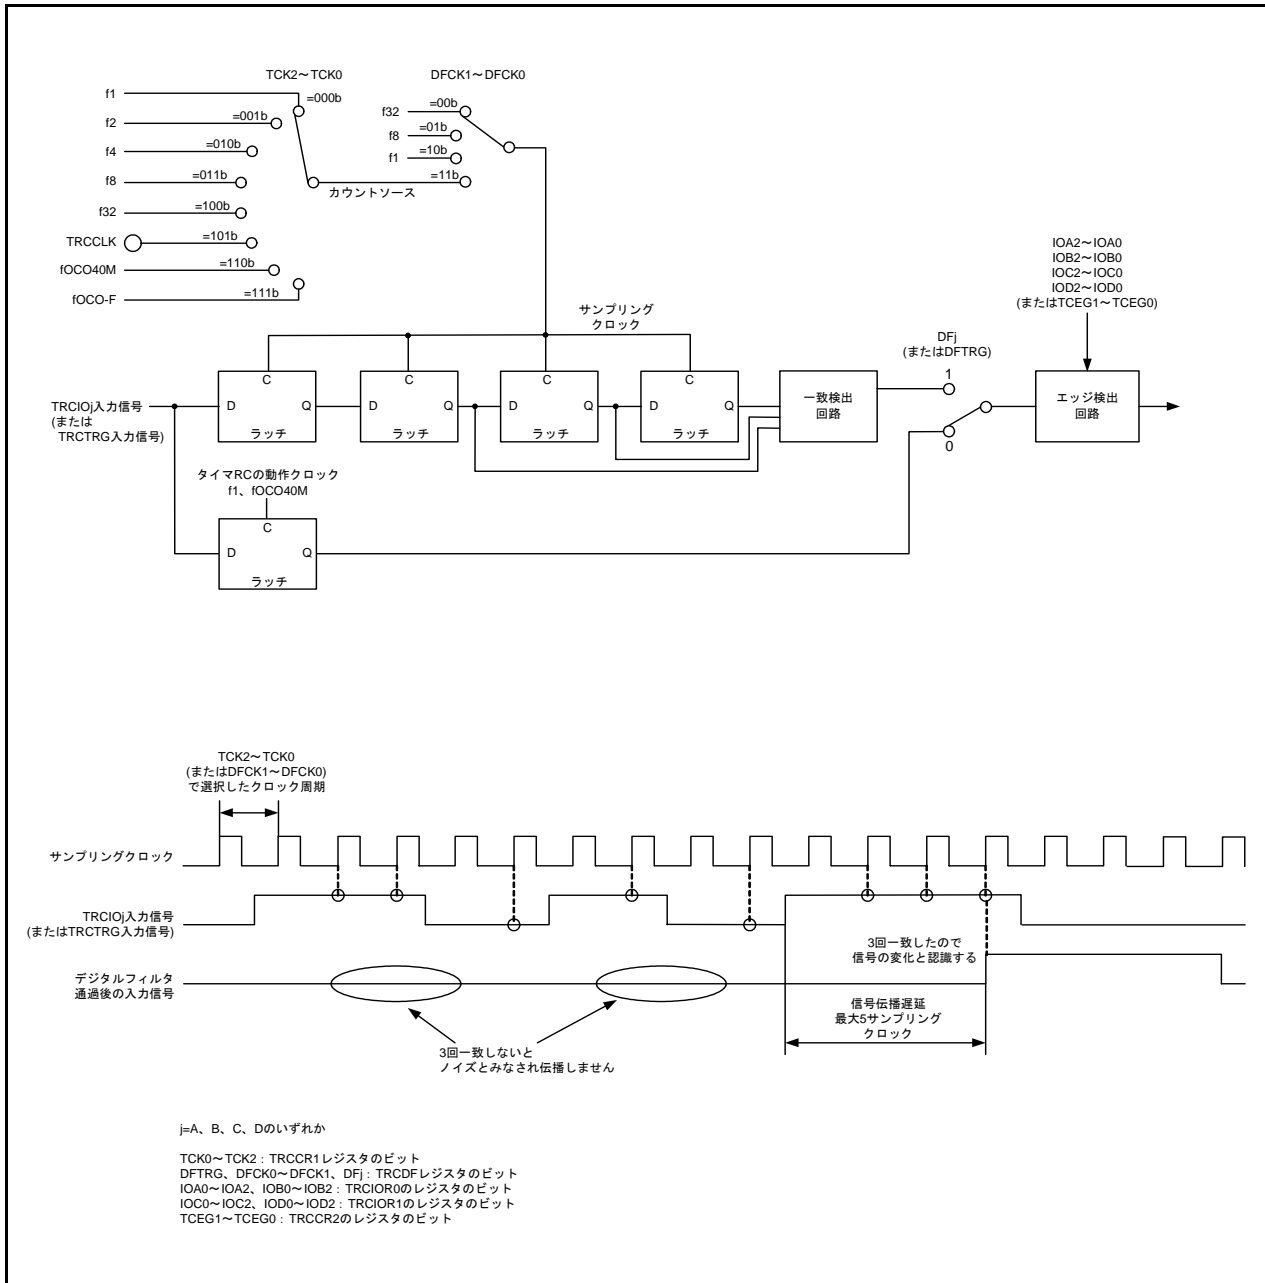 TCK2～TCK0
DFCK1～DFCK0
f1
=000b
f2
=001b
f4
=010b
f8
=011b
f32
=100b
TRCCLK
=101b
fOCO40M
=110b
fOCO-F
=111b
カウントソース
f32
=00b
f8
=01b
f1
=10b
=11b
サンプリング
クロック
IOA2～IOA0
IOB2～IOB0
IOC2～IOC0
IOD2～IOD0
(またはTCEG1～TCEG0)
DFj
(またはDFTRG)
1
0
TRCIOj入力信号
(または
TRCTRG入力信号)
C
D
Q
ラッチ
C
D
Q
ラッチ
C
D
Q
ラッチ
C
D
Q
ラッチ
一致検出
回路
エッジ検出
回路
タイマRCの動作クロック
f1、fOCO40M
C
D
Q
ラッチ
TCK2～TCK0
(またはDFCK1～DFCK0)
で選択したクロック周期
サンプリングクロック
TRCIOj入力信号
(またはTRCTRG入力信号)
3回一致したので
信号の変化と認識する
デジタルフィルタ
通過後の入力信号
信号伝播遅延
最大5サンプリング
クロック
3回一致しないと
ノイズとみなされ伝播しません
j=A、B、C、Dのいずれか
TCK0～TCK2：TRCCR1レジスタのビット
DFTRG、DFCK0～DFCK1、DFj：TRCDFレジスタのビット
IOA0～IOA2、IOB0～IOB2：TRCIOR0のレジスタのビット
IOC0～IOC2、IOD0～IOD2：TRCIOR1のレジスタのビット
TCEG1～TCEG0：TRCCR2のレジスタのビット